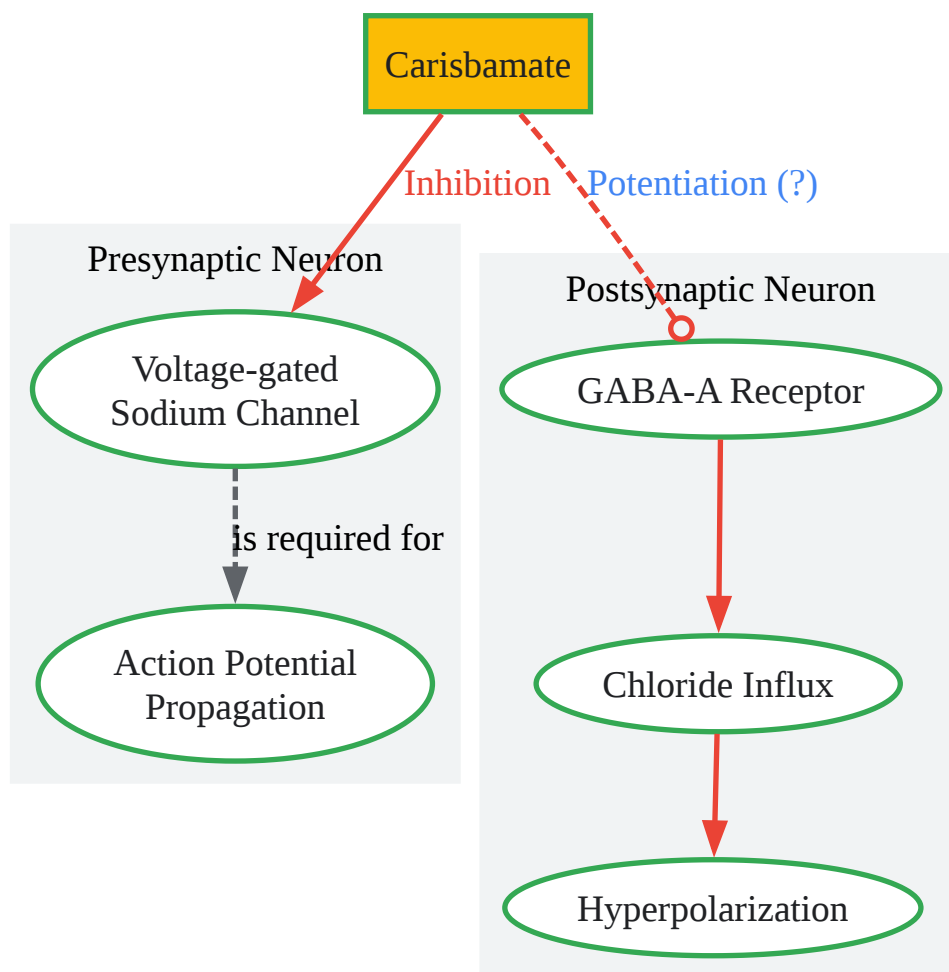 Carisbamate
Inhibition
Potentiation (?)
Presynaptic Neuron
Postsynaptic Neuron
Voltage-gated
Sodium Channel
GABA-A Receptor
is required for
Action Potential
Propagation
Chloride Influx
Hyperpolarization